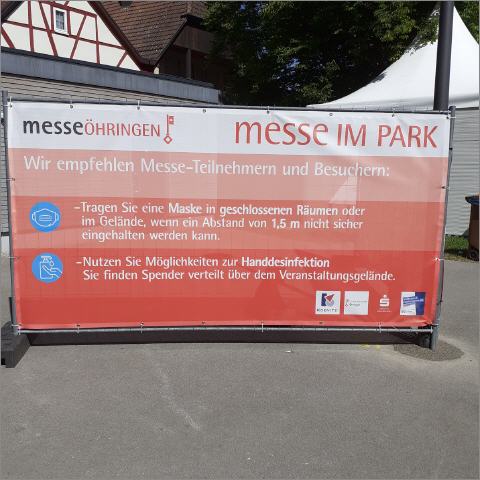 messeÖHRINGEN
messe IM PARK
Wir empfehlen Messe-Teilnehmern und Besuchern:
-Tragen Sie eine Maske in geschlossenen Räumen oder
im Gelände, wenn ein Abstand von 1,5 m nicht sicher
eingehalten werden kann.
-Nutzen Sie Möglichkeiten zur Handdesinfektion
Sie finden Spender verteilt über dem Veranstaltungsgelände.